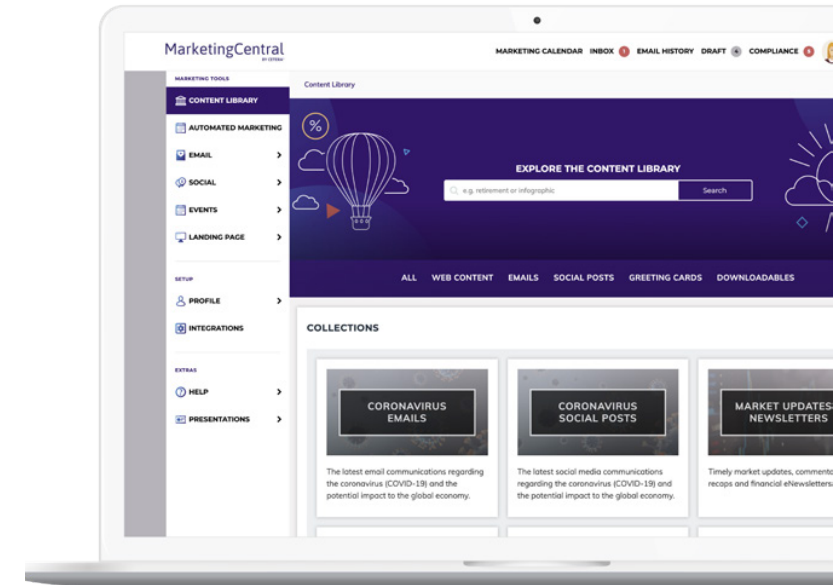 MarketingCentral
BY CETERA®
MARKETING CALENDAR INBOX 1 EMAIL HISTORY DRAFT COMPLIANCE
MARKETING TOOLS
CONTENT LIBRARY
AUTOMATED MARKETING
EMAIL
SOCIAL
EVENTS
LANDING PAGE
SETUP
PROFILE
INTEGRATIONS
EXTRAS
HELP
PRESENTATIONS
Content Library
%
EXPLORE THE CONTENT LIBRARY
e.g. retirement or infographic
Search
ALL WEB CONTENT EMAILS SOCIAL POSTS GREETING CARDS DOWNLOADABLES
COLLECTIONS
CORONAVIRUS
EMAILS
The latest email communications regarding
the coronavirus (COVID-19) and the
potential impact to the global economy.
CORONAVIRUS
SOCIAL POSTS
The latest social media communications
regarding the coronavirus (COVID-19) and
the potential impact to the global economy.
MARKET UPDATES
NEWSLETTERS
Timely market updates, commenta
recaps and financial eNewsletters